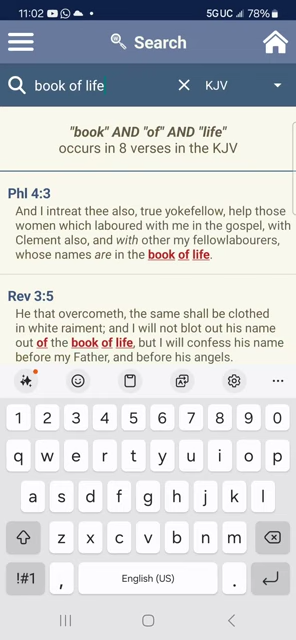 11:02
5G UC 78%
Search
book of life
KJV
"book" AND "of" AND "life"
occurs in 8 verses in the KJV
Phl 4:3
And I intreat thee also, true yokefellow, help those
women which laboured with me in the gospel, with
Clement also, and with other my fellowlabourers,
whose names are in the book of life.
Rev 3:5
He that overcometh, the same shall be clothed
in white raiment; and I will not blot out his name
out of the book of life, but I will confess his name
before my Father, and before his angels.
1 2 3 4 5 6 7 8 9 0
q w e r t y u i o p
a s d f g h j k l
z x c v b n m
!#1 , English (US) .